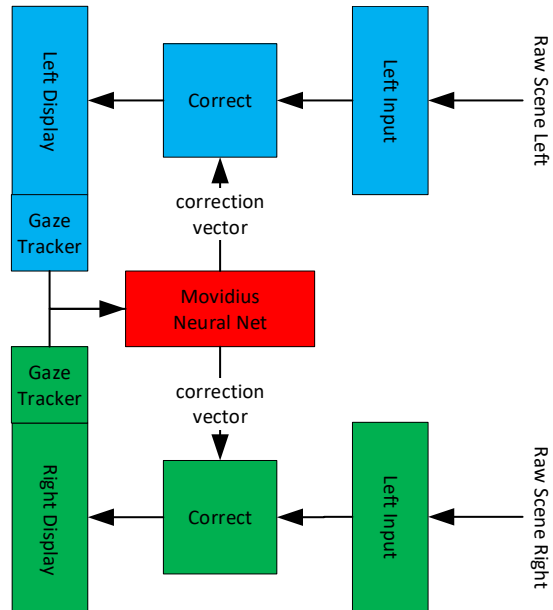 Left Display
Correct
Left Input
Raw Scene Left
Gaze
Tracker
correction
vector
Movidius
Neural Net
Gaze
Tracker
correction
vector
Right Display
Correct
Left Input
Raw Scene Right